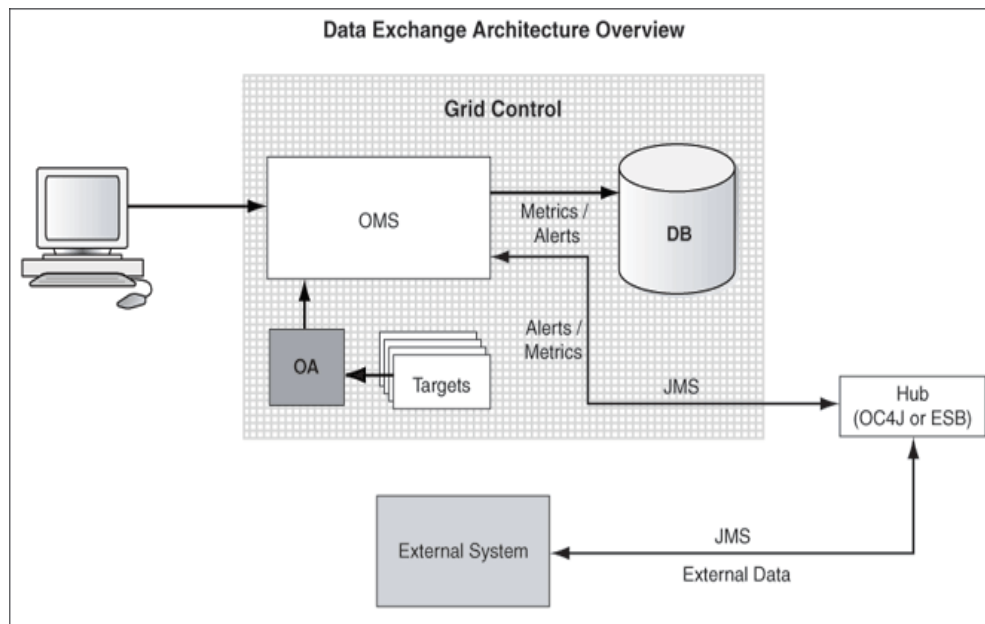 Data Exchange Architecture Overview
Grid Control
OMS
Metrics /
Alerts
DB
Alerts /
Metrics
OA
Targets
JMS
Hub
(OC4J or ESB)
External System
JMS
External Data